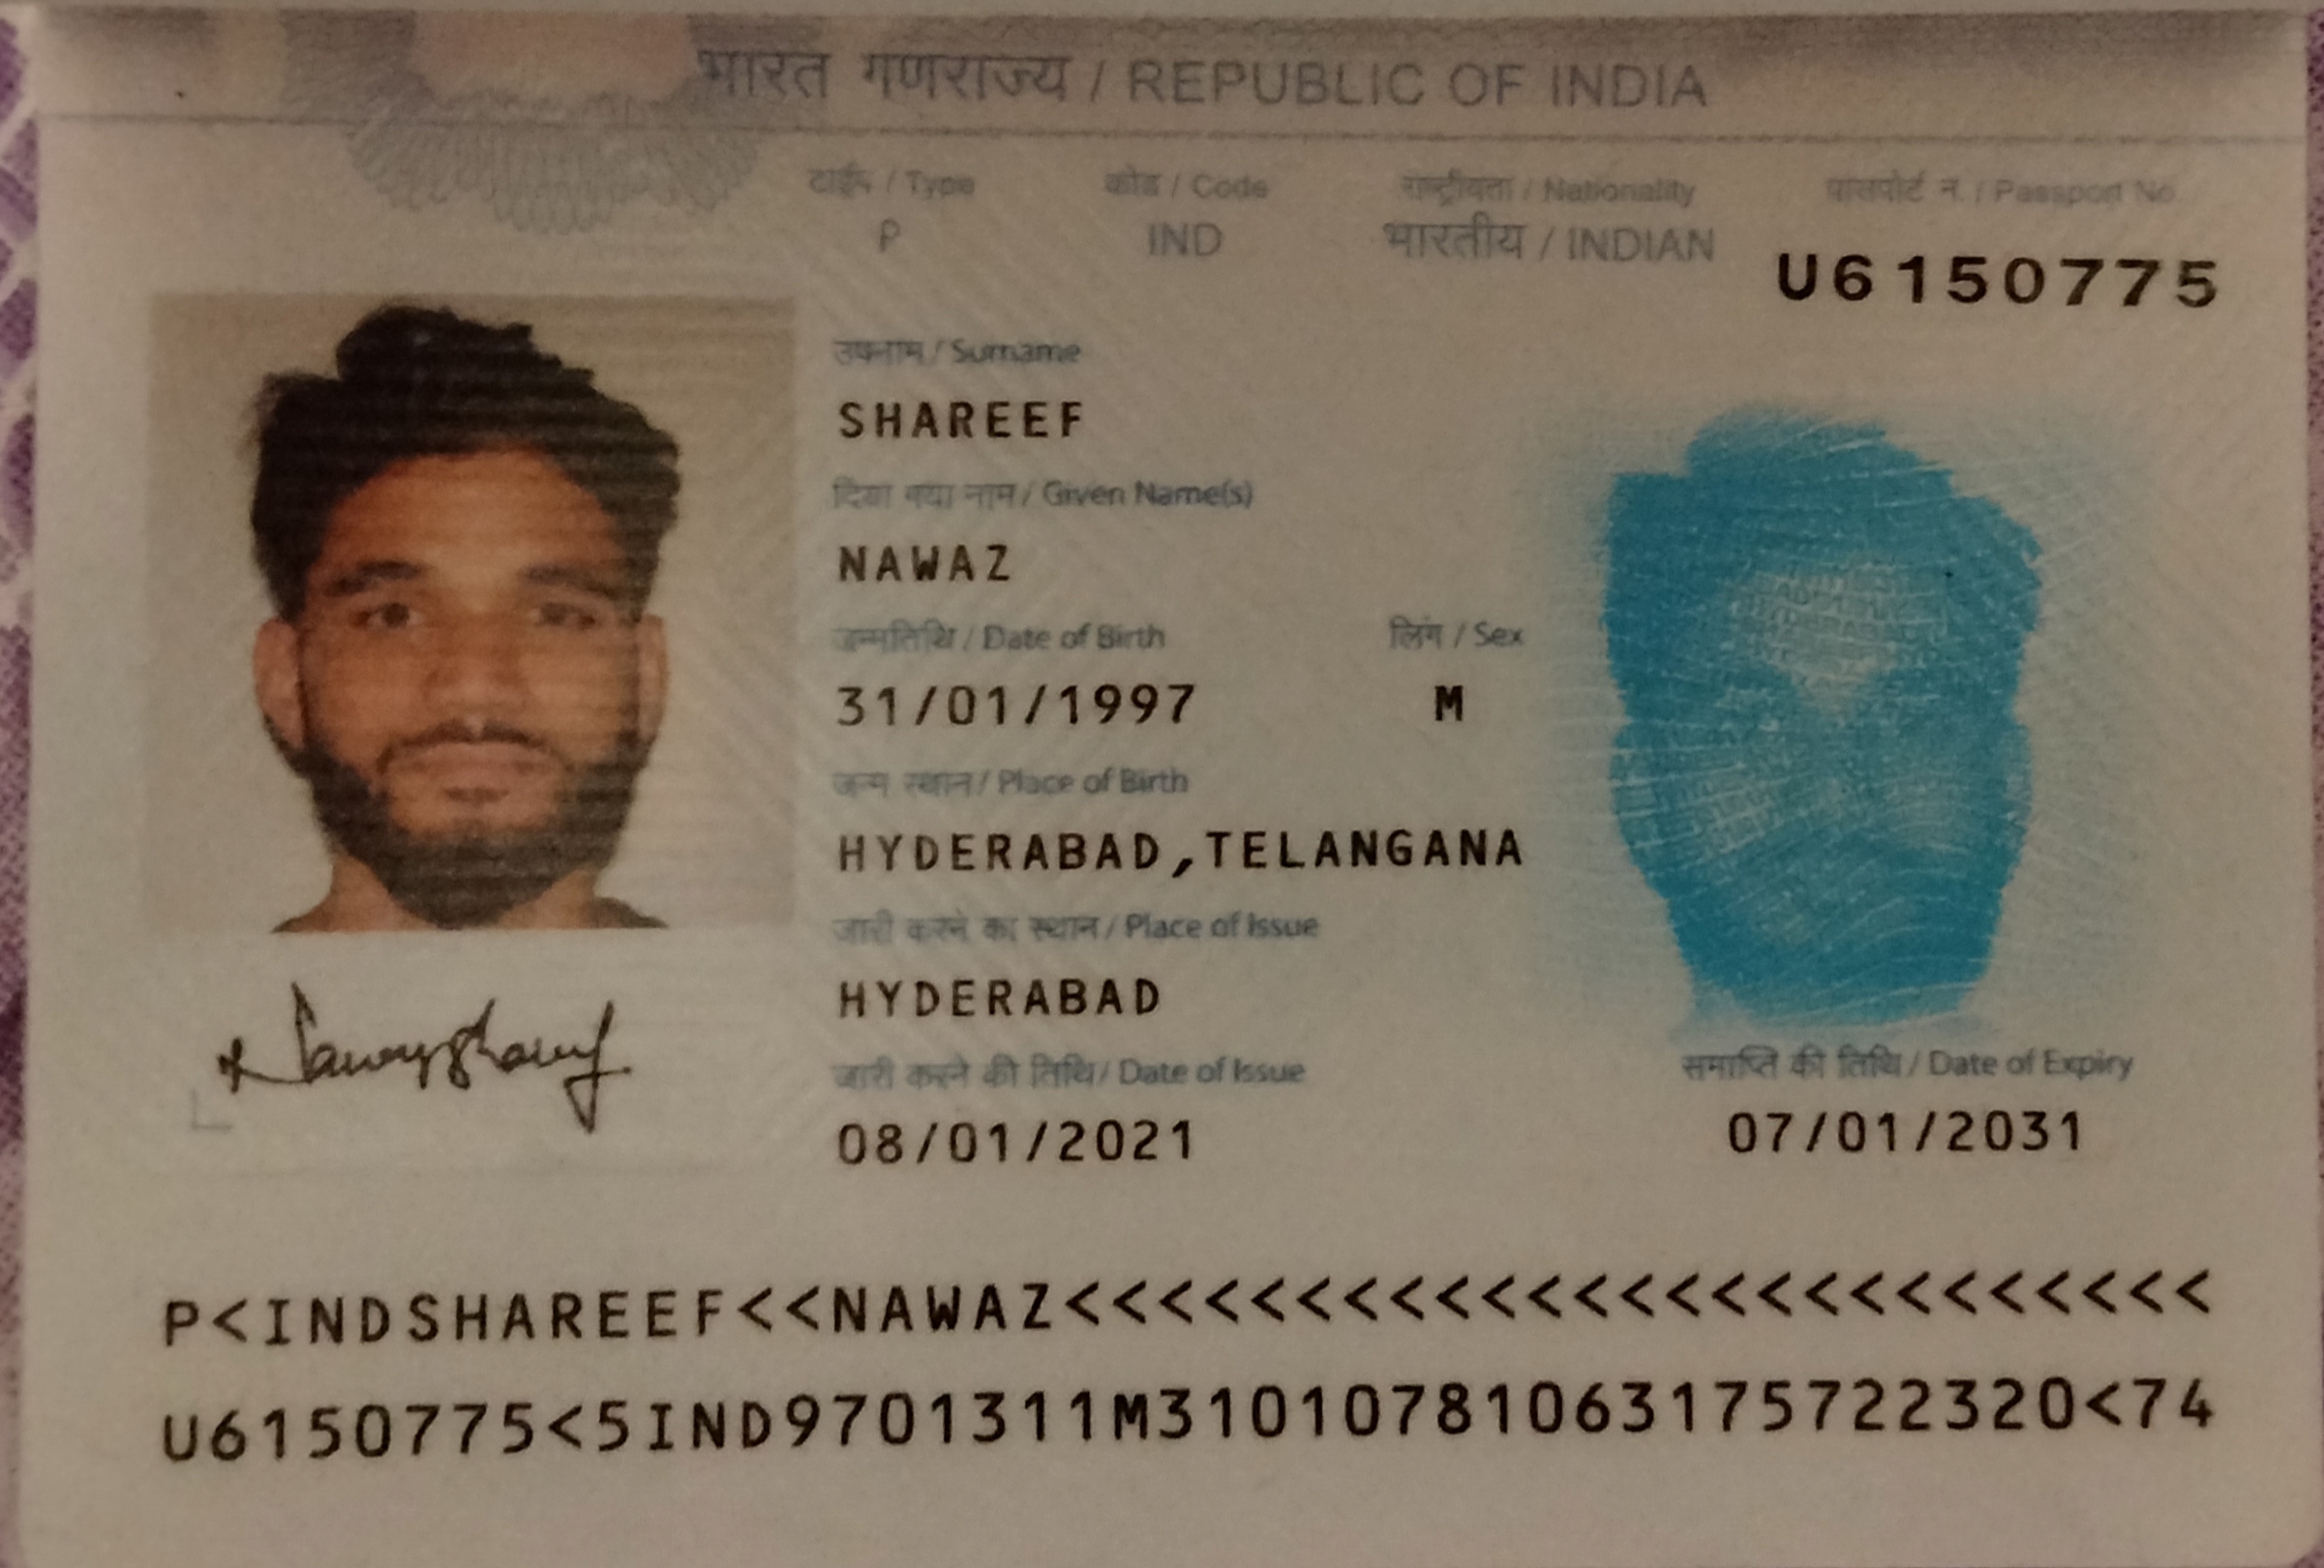 भारत गणराज्य / REPUBLIC OF INDIA
टाईप / Type कोड / Code राष्ट्रीयता / Nationality पासपोर्ट न. / Passport No
P IND भारतीय / INDIAN U6150775
उपनाम / Surname
SHAREEF
दिया गया नाम / Given Name(s)
NAWAZ
जन्मतिथि / Date of Birth लिंग / Sex
31/01/1997 M
जन्म स्थान / Place of Birth
HYDERABAD,TELANGANA
जारी करने का स्थान / Place of Issue
HYDERABAD
जारी करने की तिथि / Date of Issue समाप्ति की तिथि / Date of Expiry
08/01/2021 07/01/2031
P<INDSHAREEF<<NAWAZ<<<<<<<<<<<<<<<<<<<<<<<<<
U6150775<5IND9701311M3101078106317572232​0<74